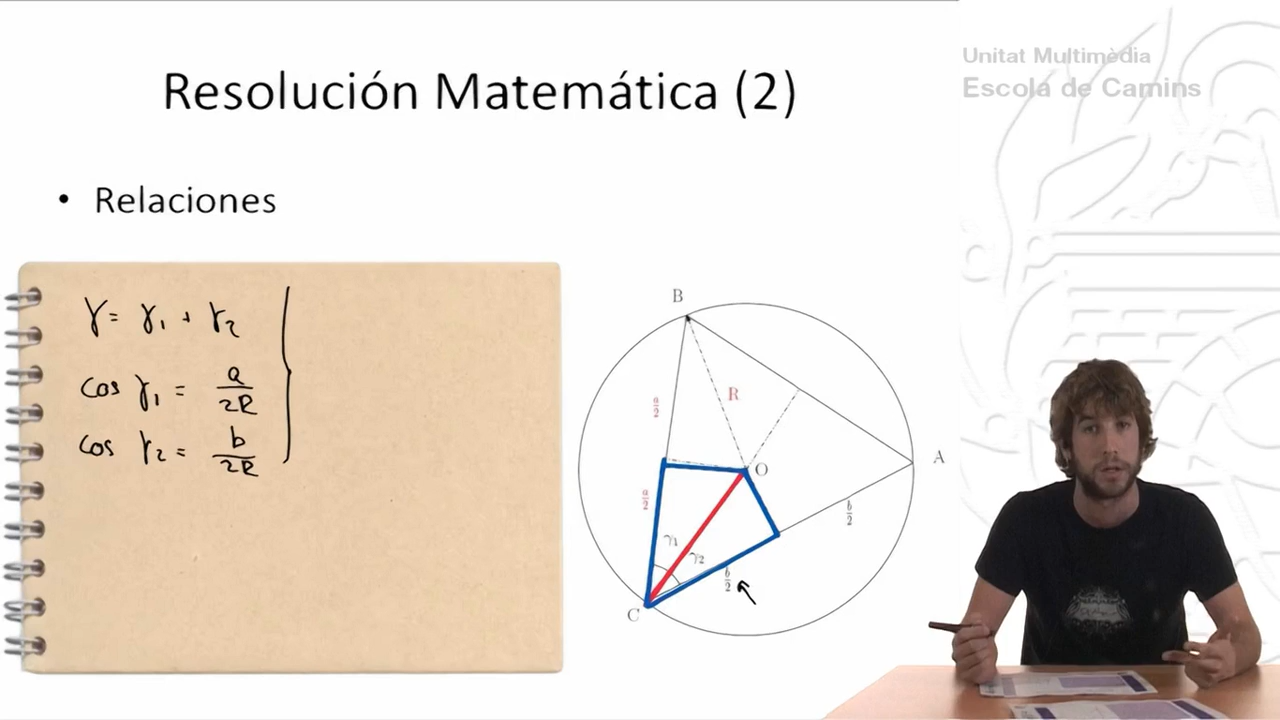 Unitat Multimèdia
Escola de Camins
Resolución Matemática (2)
• Relaciones
γ = γ₁ + γ₂
cos γ₁ = a/2R
cos γ₂ = b/2R
B
R
a/2
A
O
a/2
b/2
γ₁
γ₂
b/2
C